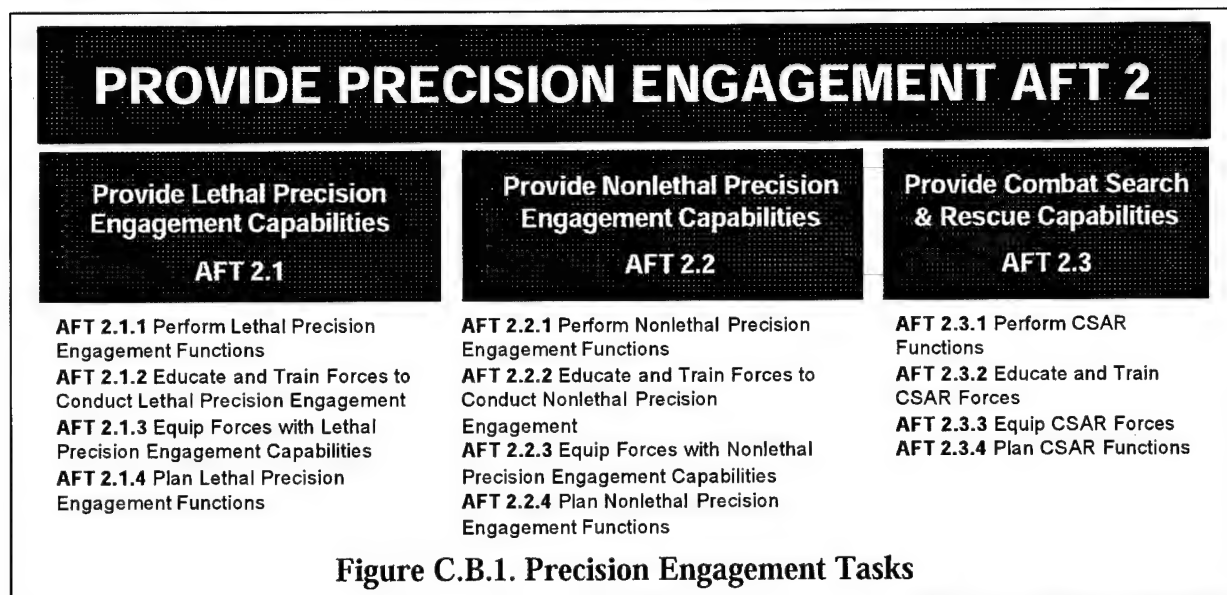 PROVIDE PRECISION ENGAGEMENT AFT 2
Provide Lethal Precision
Engagement Capabilities
AFT 2.1
AFT 2.1.1 Perform Lethal Precision
Engagement Functions
AFT 2.1.2 Educate and Train Forces to
Conduct Lethal Precision Engagement
AFT 2.1.3 Equip Forces with Lethal
Precision Engagement Capabilities
AFT 2.1.4 Plan Lethal Precision
Engagement Functions
Provide Nonlethal Precision
Engagement Capabilities
AFT 2.2
AFT 2.2.1 Perform Nonlethal Precision
Engagement Functions
AFT 2.2.2 Educate and Train Forces to
Conduct Nonlethal Precision
Engagement
AFT 2.2.3 Equip Forces with Nonlethal
Precision Engagement Capabilities
AFT 2.2.4 Plan Nonlethal Precision
Engagement Functions
Provide Combat Search
& Rescue Capabilities
AFT 2.3
AFT 2.3.1 Perform CSAR
Functions
AFT 2.3.2 Educate and Train
CSAR Forces
AFT 2.3.3 Equip CSAR Forces
AFT 2.3.4 Plan CSAR Functions
Figure C.B.1. Precision Engagement Tasks